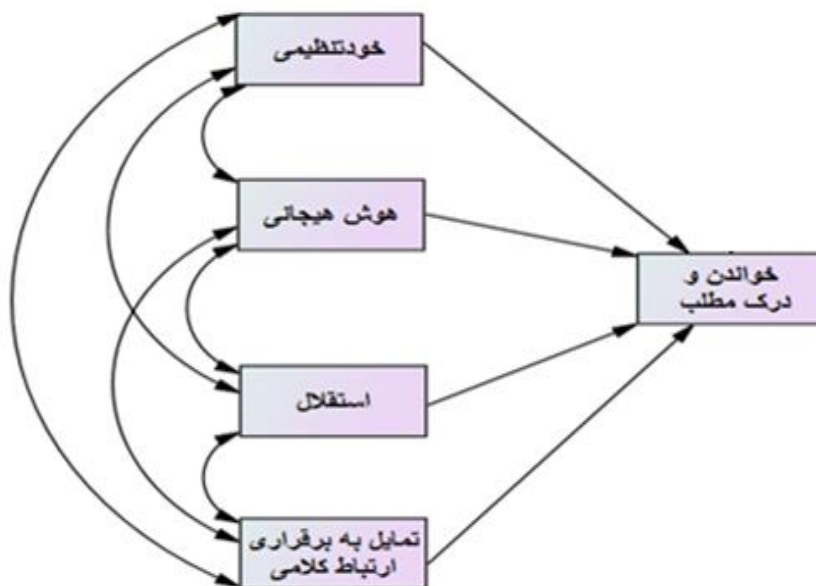 خودتنظیمی
هوش هیجانی
خواندن و
درک مطلب
استقلال
تمایل به برقراری
ارتباط کلامی